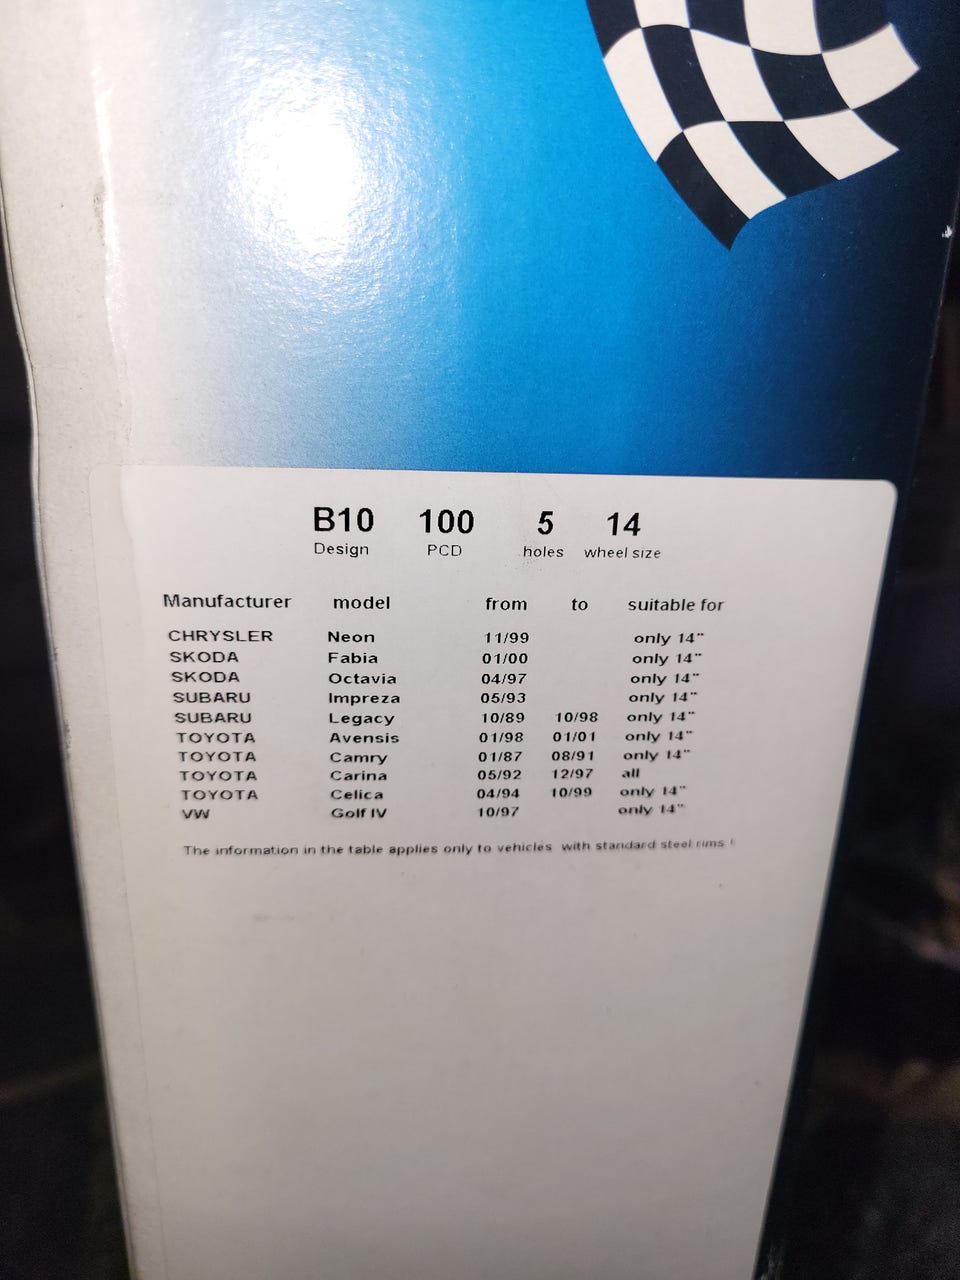 B10 100 5 14
Design PCD holes wheel size
Manufacturer model from to suitable for
CHRYSLER Neon 11/99 only 14"
SKODA Fabia 01/00 only 14"
SKODA Octavia 04/97 only 14"
SUBARU Impreza 05/93 only 14"
SUBARU Legacy 10/89 10/98 only 14"
TOYOTA Avensis 01/98 01/01 only 14"
TOYOTA Camry 01/87 08/91 only 14"
TOYOTA Carina 05/92 12/97 all
TOYOTA Celica 04/94 10/99 only 14"
VW Golf IV 10/97 only 14"
The information in the table applies only to vehicles with standard steel rims !